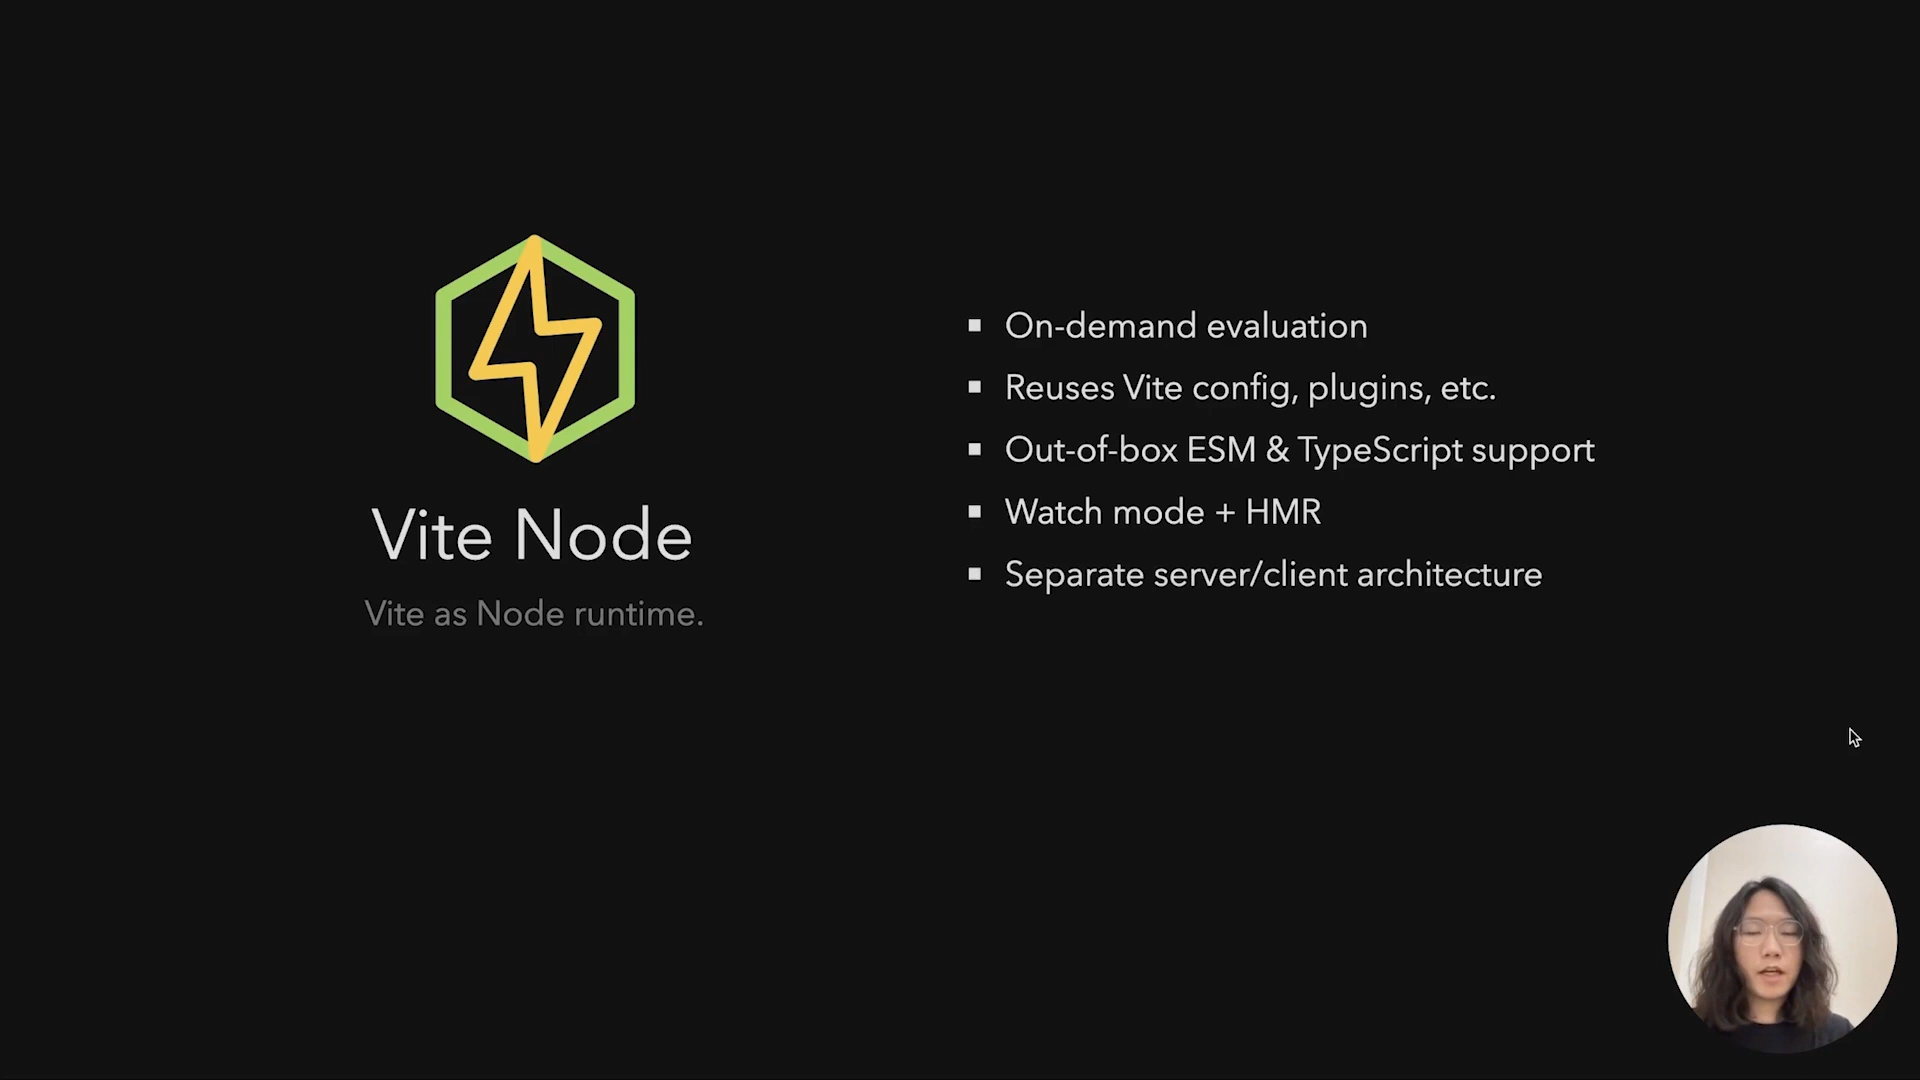 Vite Node
Vite as Node runtime.
On-demand evaluation
Reuses Vite config, plugins, etc.
Out-of-box ESM & TypeScript support
Watch mode + HMR
Separate server/client architecture